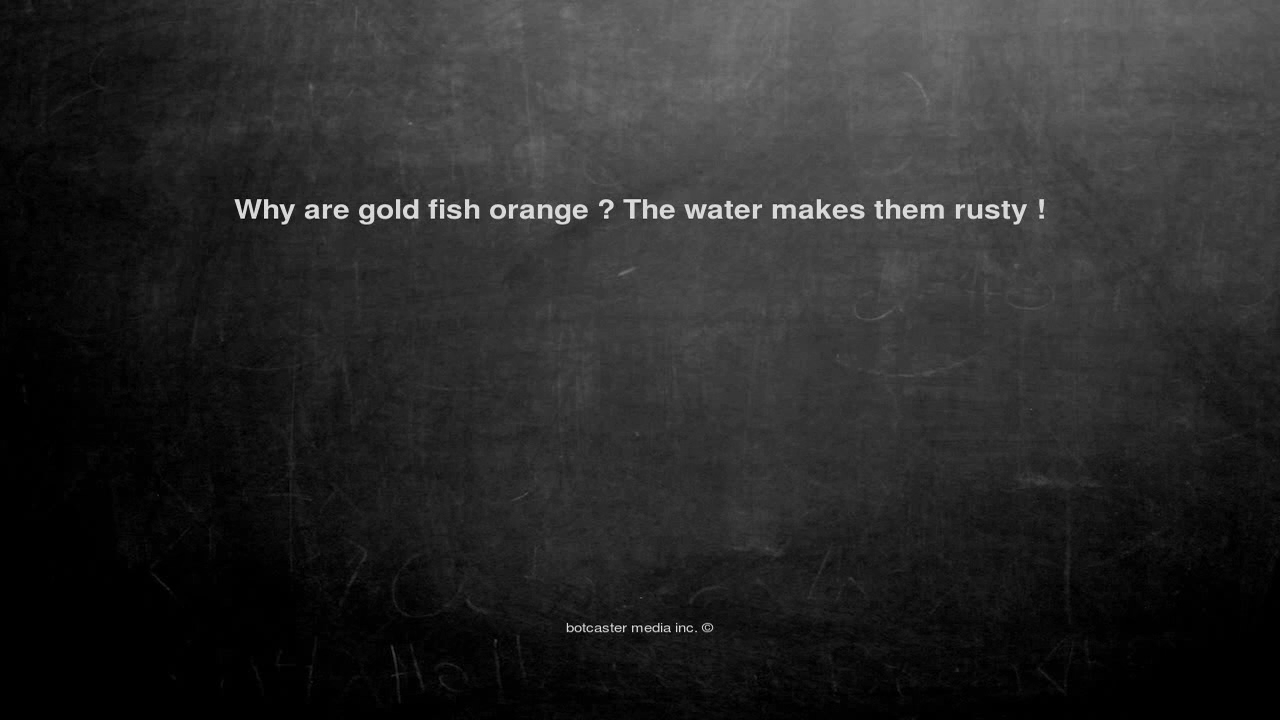 Why are gold fish orange ? The water makes them rusty !
botcaster media inc. ©